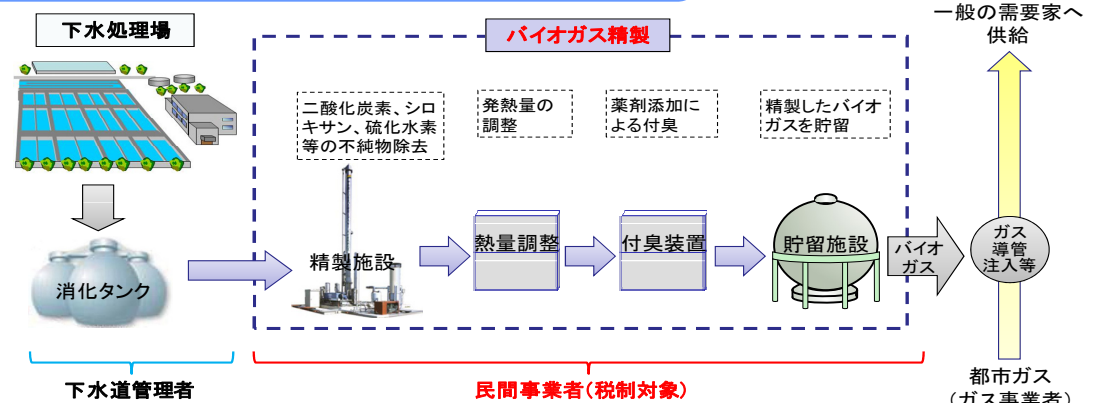 下水処理場
バイオガス精製
一般の需要家へ
供給
二酸化炭素、シロ
キサン、硫化水素
等の不純物除去
発熱量の
調整
薬剤添加に
よる付臭
精製したバイオ
ガスを貯留
消化タンク
精製施設
熱量調整
付臭装置
貯留施設
バイオ
ガス
ガス
導管
注入等
下水道管理者
民間事業者(税制対象)
都市ガス
(ガス事業者)